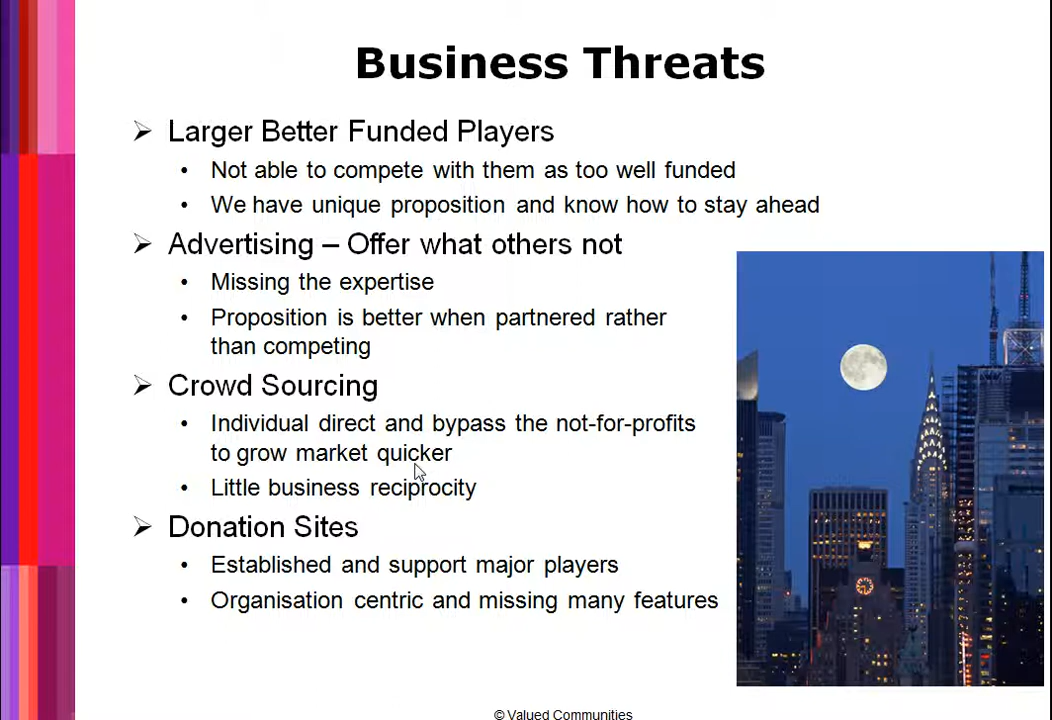 Business Threats
Larger Better Funded Players
Not able to compete with them as too well funded
We have unique proposition and know how to stay ahead
Advertising – Offer what others not
Missing the expertise
Proposition is better when partnered rather
than competing
Crowd Sourcing
Individual direct and bypass the not-for-profits
to grow market quicker
Little business reciprocity
Donation Sites
Established and support major players
Organisation centric and missing many features
© Valued Communities